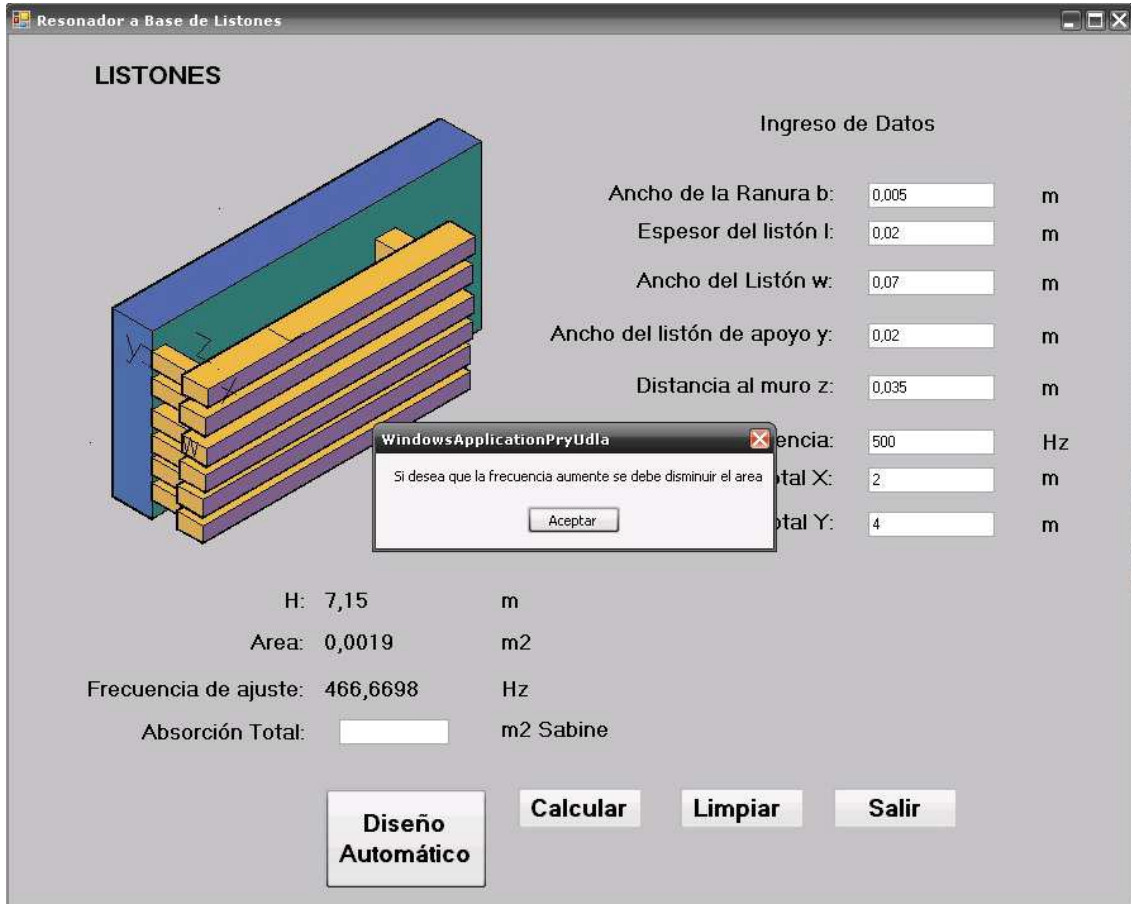 Resonador a Base de Listones
LISTONES
Ingreso de Datos
Ancho de la Ranura b: 0,005 m
Espesor del listón l: 0,02 m
Ancho del Listón w: 0,07 m
Ancho del listón de apoyo y: 0,02 m
Distancia al muro z: 0,035 m
encia: 500 Hz
tal X: 2 m
tal Y: 4 m
y
z
x
w
WindowsApplicationPryUdla
Si desea que la frecuencia aumente se debe disminuir el area
Aceptar
H: 7,15 m
Area: 0,0019 m2
Frecuencia de ajuste: 466,6698 Hz
Absorción Total: m2 Sabine
Diseño
Automático
Calcular Limpiar Salir